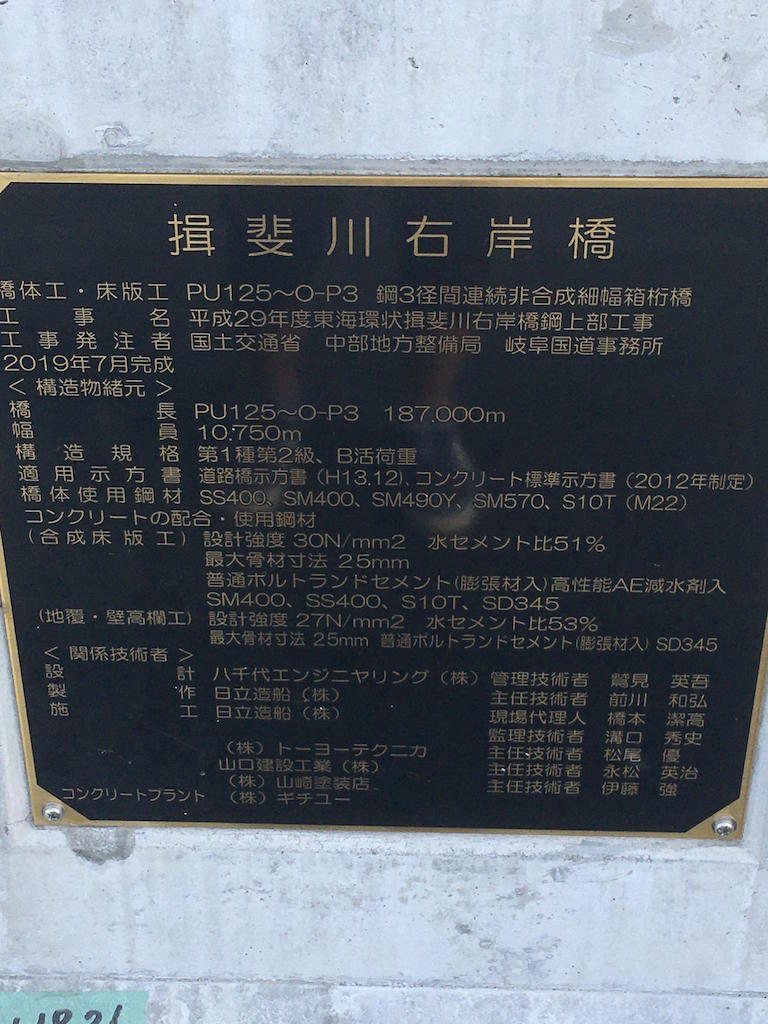 揖斐川右岸橋
橋体工・床版工 PU125～O-P3 鋼3径間連続非合成細幅箱桁橋
工事名 平成29年度東海環状揖斐川右岸橋鋼上部工事
工事発注者 国土交通省 中部地方整備局 岐阜国道事務所
2019年7月完成
＜構造物緒元＞
橋長 PU125～O-P3 187.000m
幅員 10.750m
構造規格 第1種第2級、B活荷重
適用示方書 道路橋示方書（H13.12）、コンクリート標準示方書（2012年制定）
橋体使用鋼材 SS400、SM400、SM490Y、SM570、S10T（M22）
コンクリートの配合・使用鋼材
(合成床版工) 設計強度 30N/mm2 水セメント比51％
最大骨材寸法 25mm
普通ポルトランドセメント(膨張材入)高性能AE減水剤入
SM400、SS400、S10T、SD345
(地覆・壁高欄工) 設計強度 27N/mm2 水セメント比53％
最大骨材寸法 25mm 普通ポルトランドセメント(膨張材入) SD345
＜関係技術者＞
設計 八千代エンジニヤリング（株） 管理技術者 鷲見 英吾
製作 日立造船（株） 主任技術者 前川 和弘
施工 日立造船（株） 現場代理人 橋本 潔高
監理技術者 溝口 秀史
（株）トーヨーテクニカ 主任技術者 松尾 優
山口建設工業（株） 主任技術者 永松 英治
（株）山崎塗装店 主任技術者 伊藤 強
コンクリートプラント （株）ギチユー